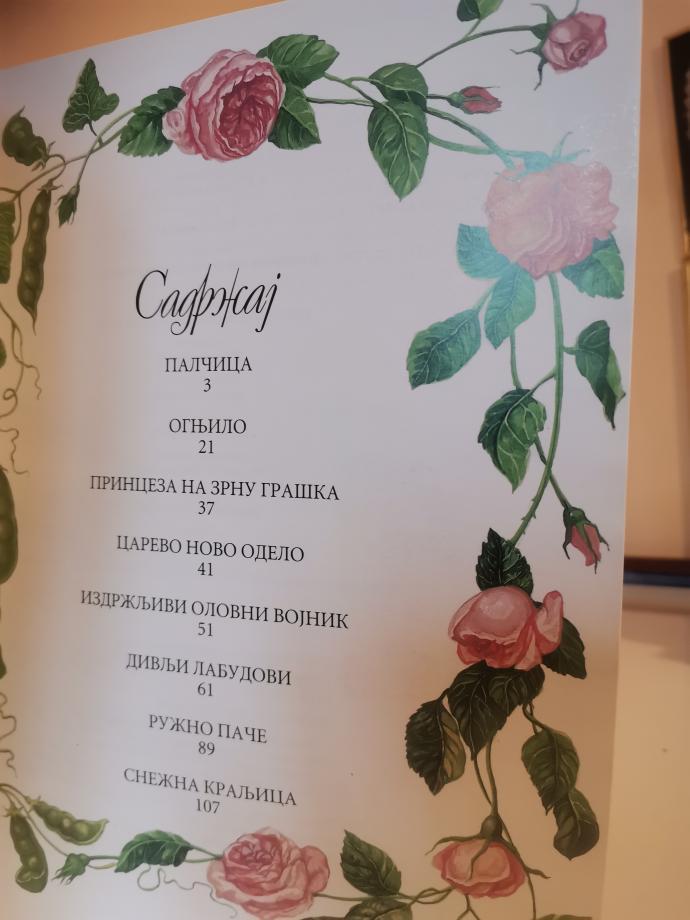 Садржај
ПАЛЧИЦА
3
ОГЊИЛО
21
ПРИНЦЕЗА НА ЗРНУ ГРАШКА
37
ЦАРЕВО НОВО ОДЕЛО
41
ИЗДРЖЉИВИ ОЛОВНИ ВОЈНИК
51
ДИВЉИ ЛАБУДОВИ
61
РУЖНО ПАЧЕ
89
СНЕЖНА КРАЉИЦА
107